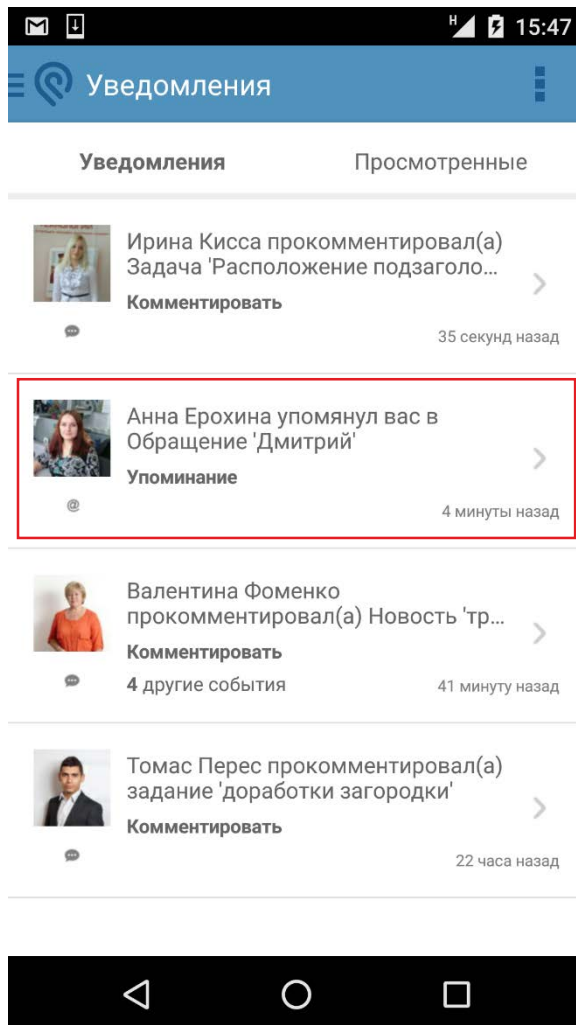 H 15:47
Уведомления
Уведомления Просмотренные
Ирина Кисса прокомментировал(а)
Задача 'Расположение подзаголо...
Комментировать
35 секунд назад
Анна Ерохина упомянул вас в
Обращение 'Дмитрий'
Упоминание
@
4 минуты назад
Валентина Фоменко
прокомментировал(а) Новость 'тр...
Комментировать
4 другие события 41 минуту назад
Томас Перес прокомментировал(а)
задание 'доработки загородки'
Комментировать
22 часа назад